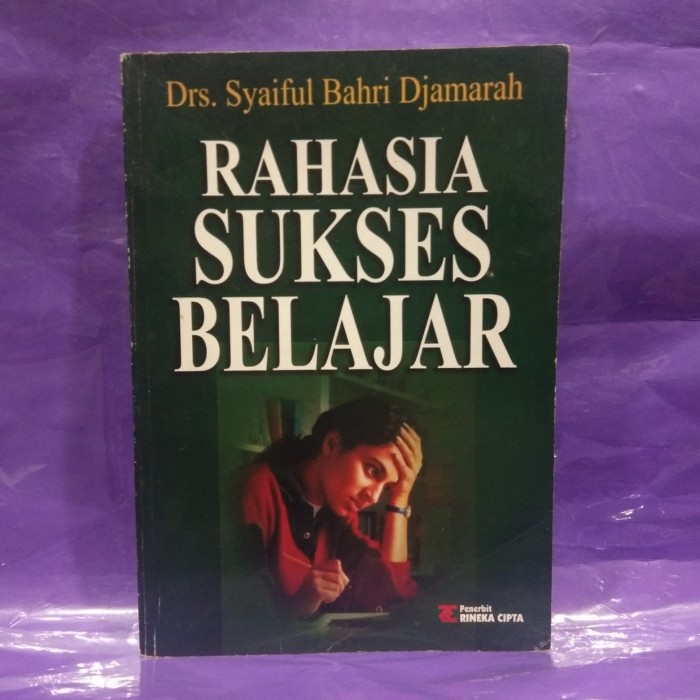 Drs. Syaiful Bahri Djamarah
RAHASIA
SUKSES
BELAJAR
Penerbit
RINEKA CIPTA